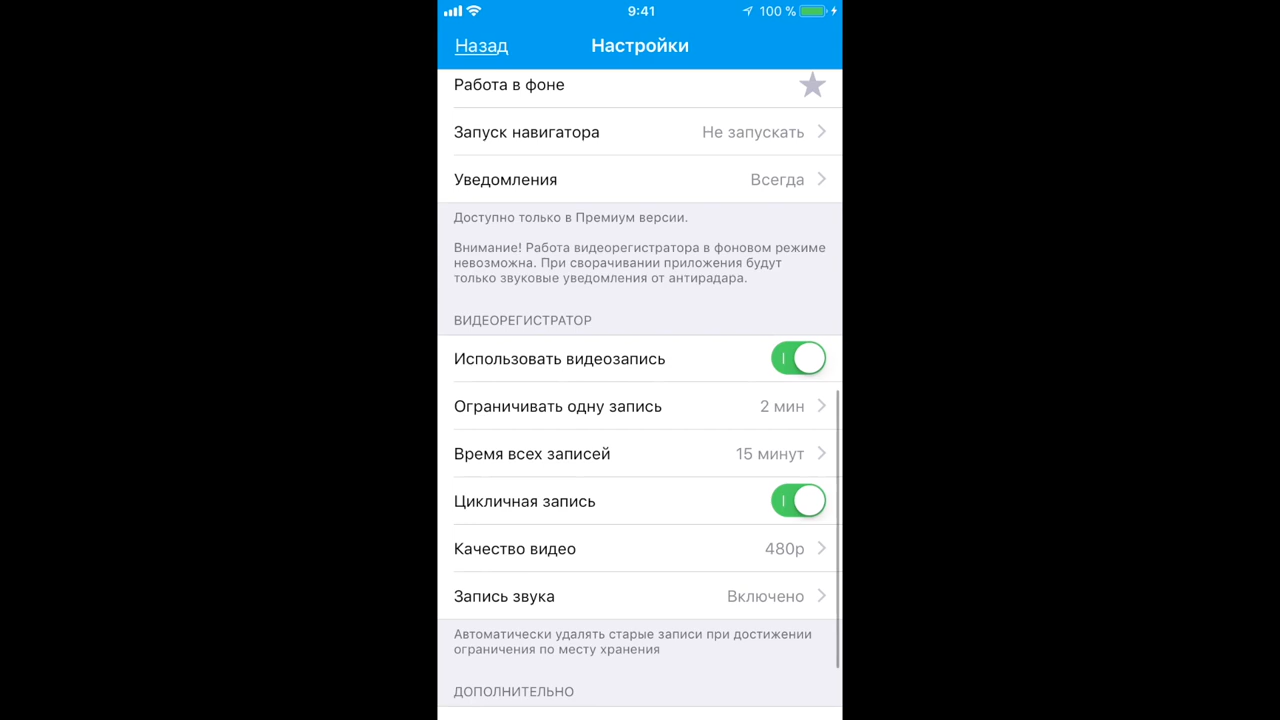 9:41
100 %
Назад
Настройки
Работа в фоне
Запуск навигатора
Не запускать
Уведомления
Всегда
Доступно только в Премиум версии.
Внимание! Работа видеорегистратора в фоновом режиме
невозможна. При сворачивании приложения будут
только звуковые уведомления от антирадара.
ВИДЕОРЕГИСТРАТОР
Использовать видеозапись
Ограничивать одну запись
2 мин
Время всех записей
15 минут
Цикличная запись
Качество видео
480p
Запись звука
Включено
Автоматически удалять старые записи при достижении
ограничения по месту хранения
ДОПОЛНИТЕЛЬНО